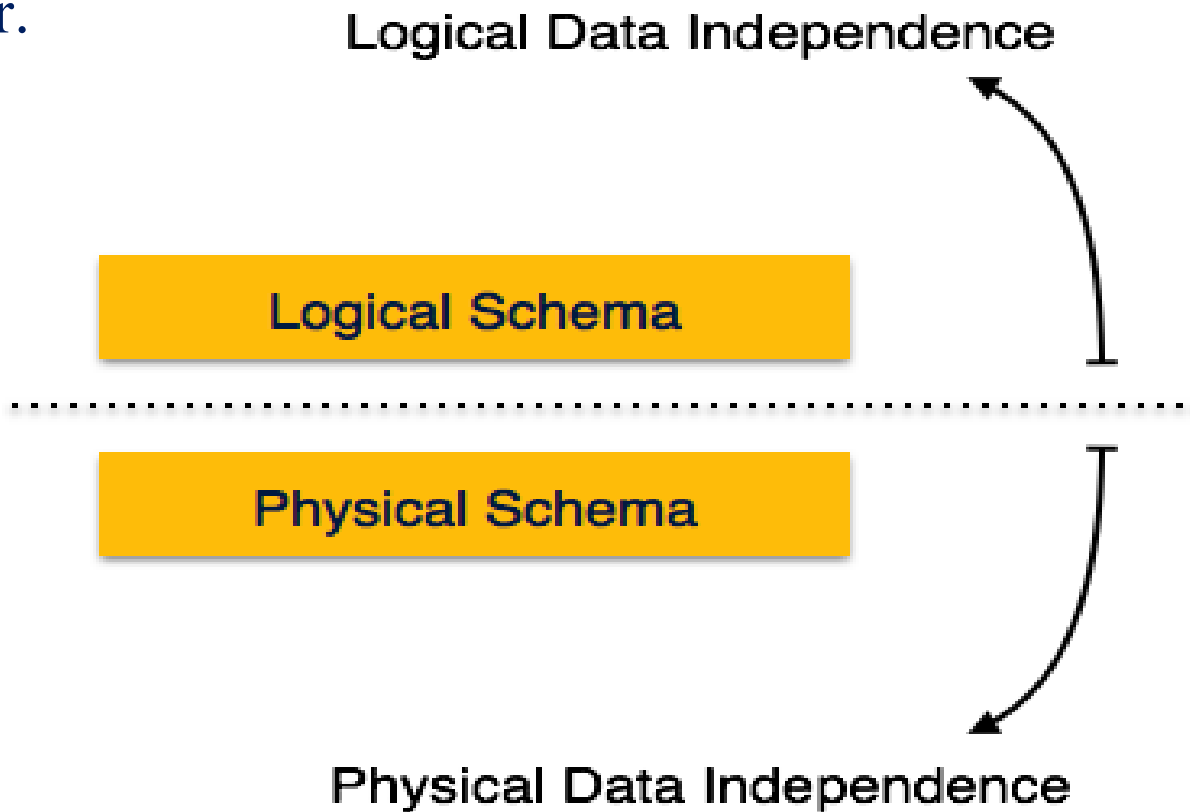 r.
Logical Data Independence
Logical Schema
Physical Schema
Physical Data Independence